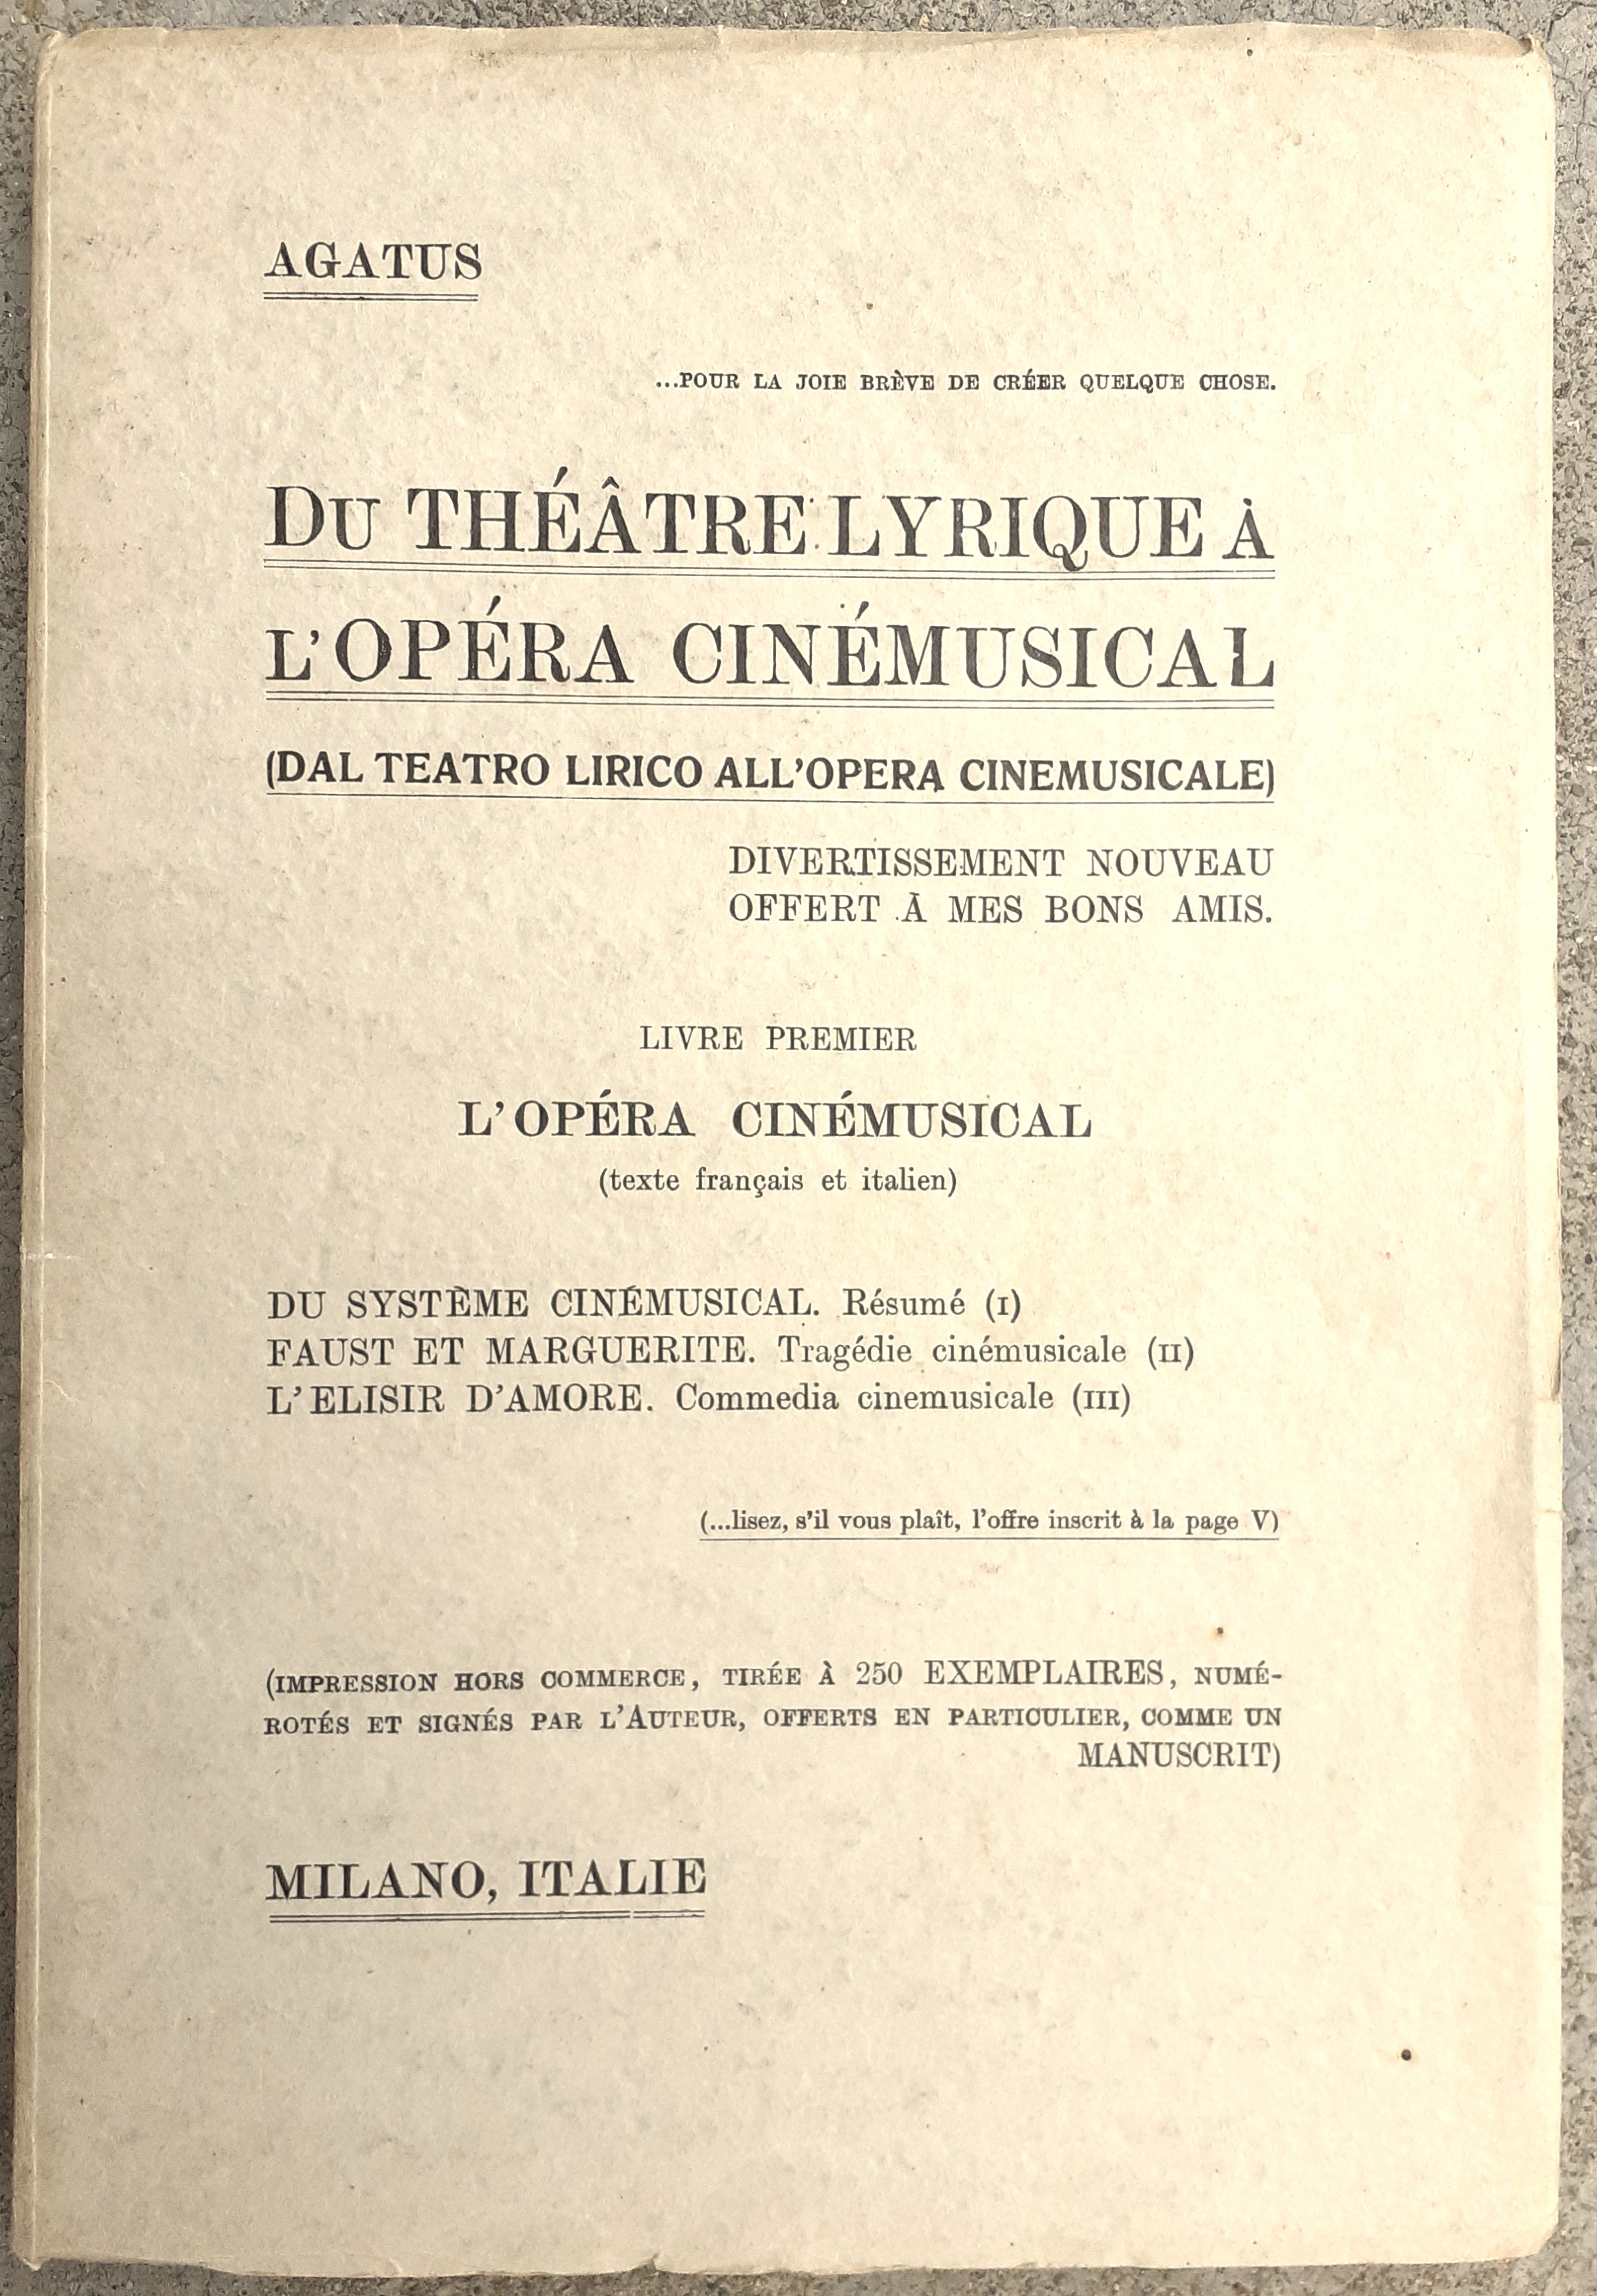 AGATUS
...POUR LA JOIE BRÈVE DE CRÉER QUELQUE CHOSE.
DU THÉÂTRE LYRIQUE À
L'OPÉRA CINÉMUSICAL
(DAL TEATRO LIRICO ALL'OPERA CINEMUSICALE)
DIVERTISSEMENT NOUVEAU
OFFERT À MES BONS AMIS.
LIVRE PREMIER
L'OPÉRA CINÉMUSICAL
(texte français et italien)
DU SYSTÈME CINÉMUSICAL. Résumé (I)
FAUST ET MARGUERITE. Tragédie cinémusicale (II)
L'ELISIR D'AMORE. Commedia cinemusicale (III)
(...lisez, s'il vous plaît, l'offre inscrit à la page V)
(IMPRESSION HORS COMMERCE, TIRÉE À 250 EXEMPLAIRES, NUMÉ-
ROTÉS ET SIGNÉS PAR L'AUTEUR, OFFERTS EN PARTICULIER, COMME UN
MANUSCRIT)
MILANO, ITALIE